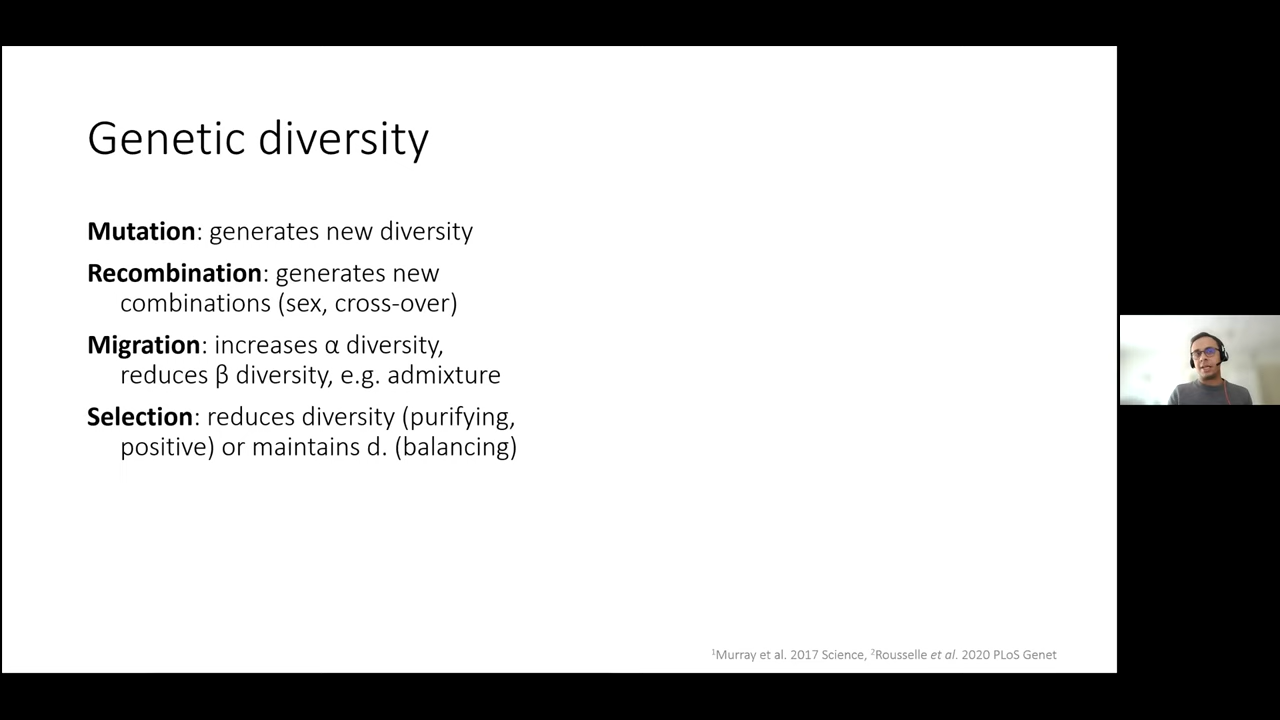 Genetic diversity
Mutation: generates new diversity
Recombination: generates new
combinations (sex, cross-over)
Migration: increases α diversity,
reduces β diversity, e.g. admixture
Selection: reduces diversity (purifying,
positive) or maintains d. (balancing)
¹Murray et al. 2017 Science, ²Rousselle et al. 2020 PLoS Genet